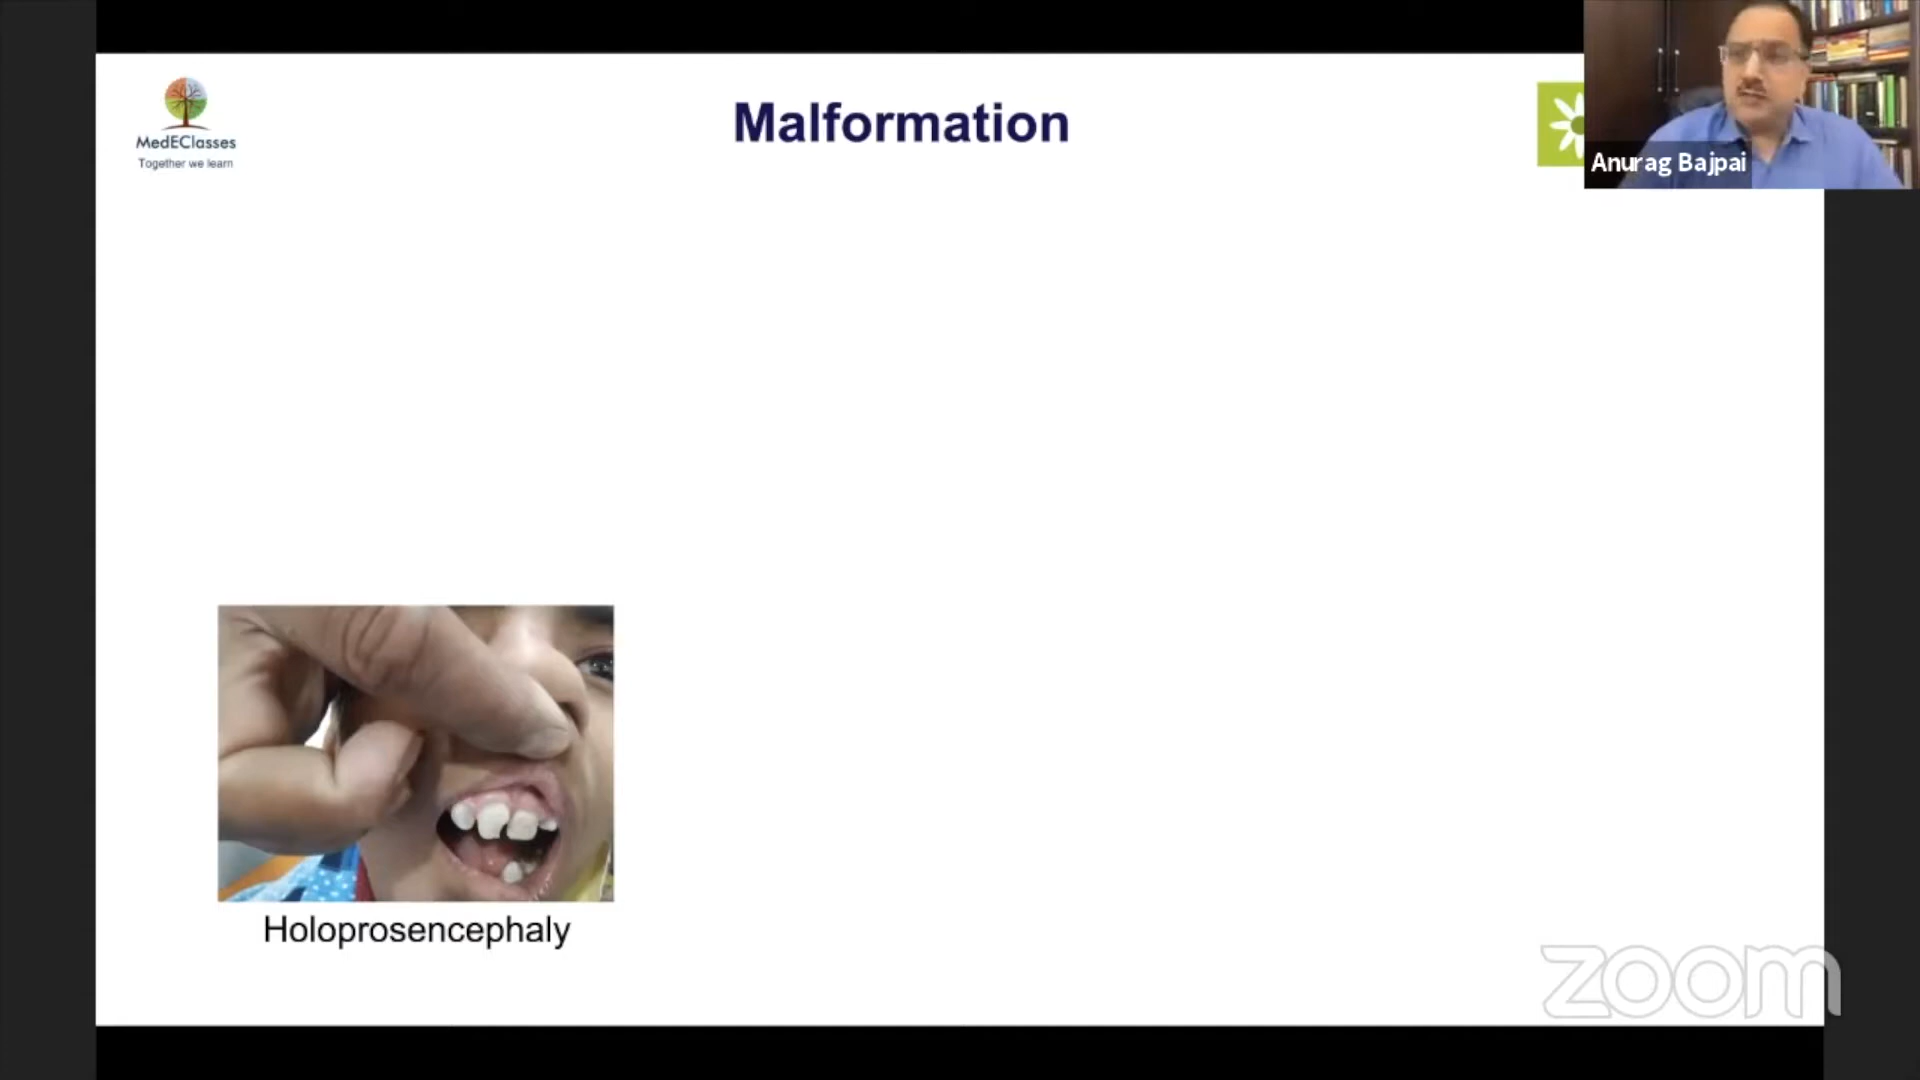 MedEClasses
Together we learn
Malformation
Anurag Bajpai
Holoprosencephaly
zoom